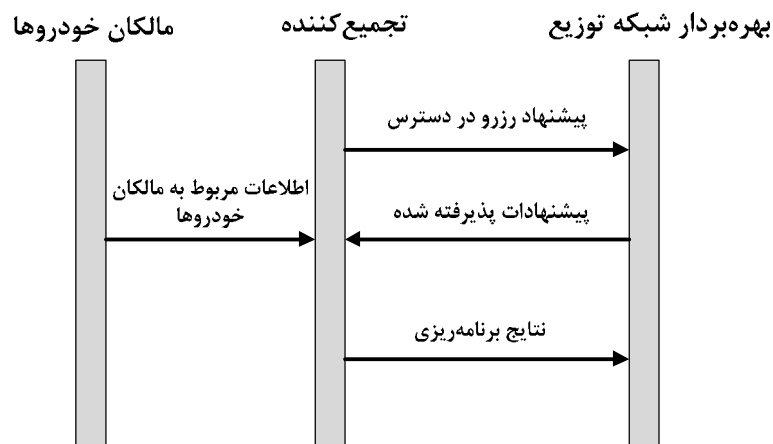 بهره‌بردار شبکه توزیع
تجمیع‌کننده
مالکان خودروها
پیشنهاد رزرو در دسترس
اطلاعات مربوط به مالکان
خودروها
پیشنهادات پذیرفته شده
نتایج برنامه‌ریزی